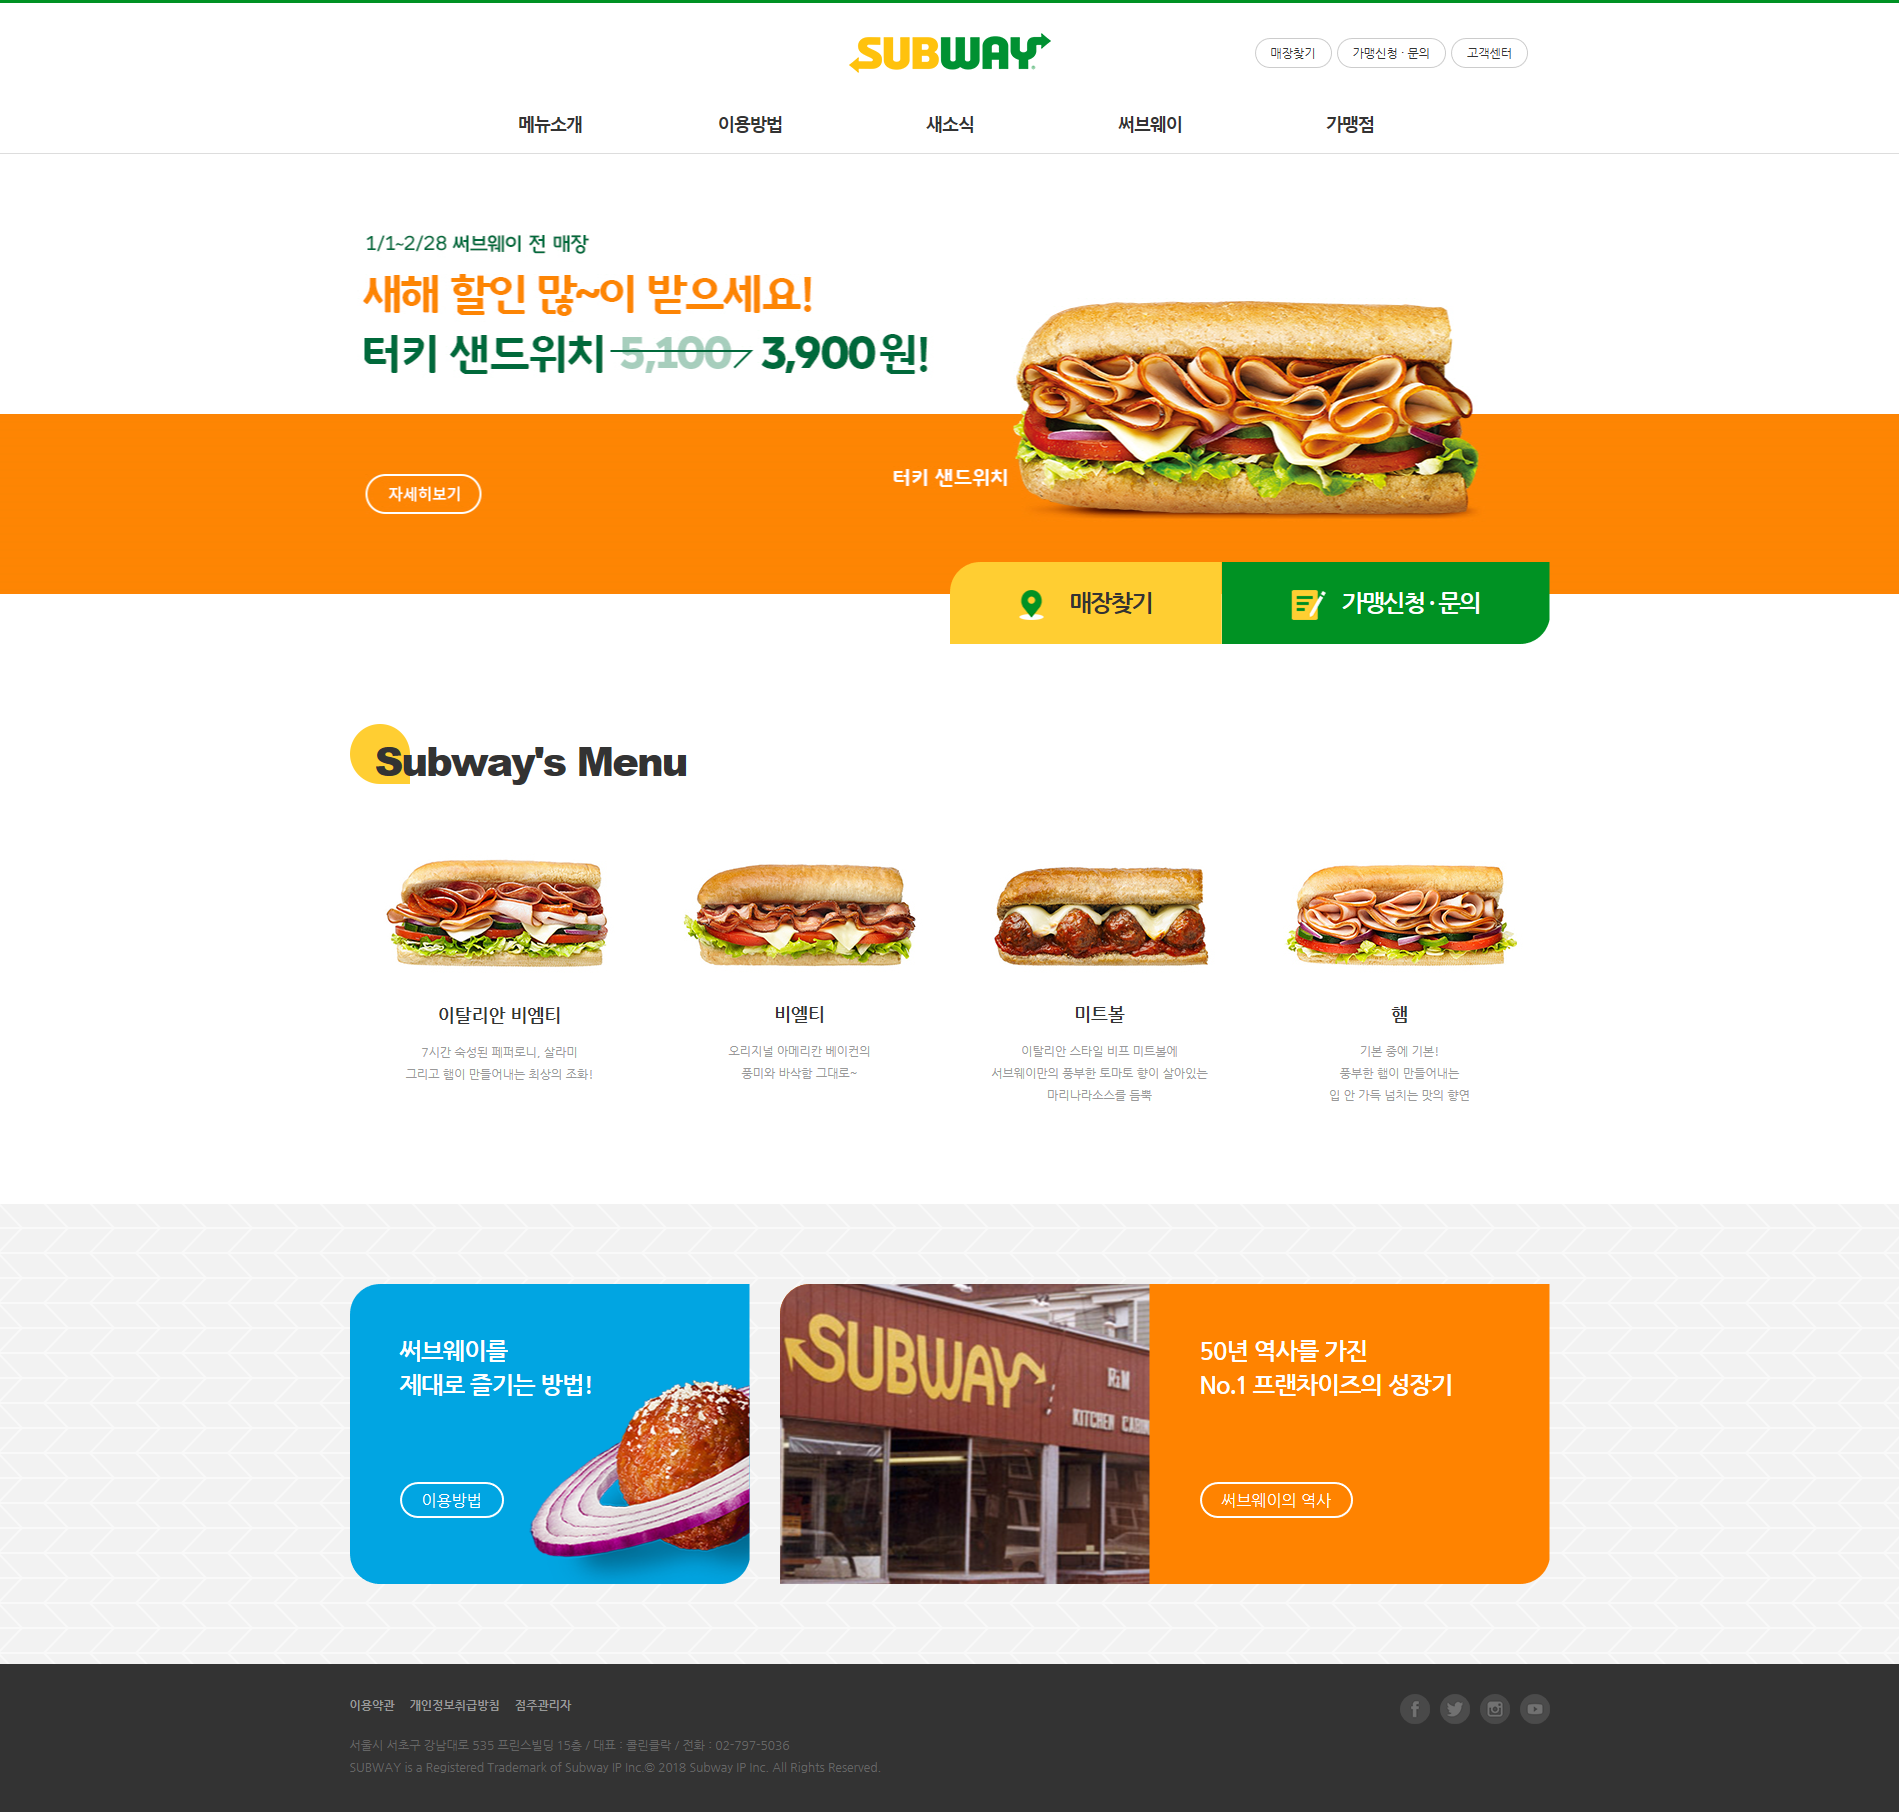 SUBWAY
매장찾기
가맹신청 · 문의
고객센터
메뉴소개
이용방법
새소식
써브웨이
가맹점
1/1~2/28 써브웨이 전 매장
새해 할인 많~이 받으세요!
터키 샌드위치 5,100 3,900원!
터키 샌드위치
자세히보기
매장찾기
가맹신청 · 문의
Subway's Menu
이탈리안 비엠티
7시간 숙성된 페퍼로니, 살라미
그리고 햄이 만들어내는 최상의 조화!
비엘티
오리지널 아메리칸 베이컨의
풍미와 바삭함 그대로~
미트볼
이탈리안 스타일 비프 미트볼에
서브웨이만의 풍부한 토마토 향이 살아있는
마리나라소스를 듬뿍
햄
기본 중에 기본!
풍부한 햄이 만들어내는
입 안 가득 넘치는 맛의 향연
써브웨이를
제대로 즐기는 방법!
이용방법
SUBWAY
KITCHEN
50년 역사를 가진
No.1 프랜차이즈의 성장기
써브웨이의 역사
이용약관 개인정보취급방침 점주관리자
서울시 서초구 강남대로 535 프린스빌딩 15층 / 대표 : 콜린클락 / 전화 : 02-797-5036
SUBWAY is a Registered Trademark of Subway IP Inc.© 2018 Subway IP Inc. All Rights Reserved.